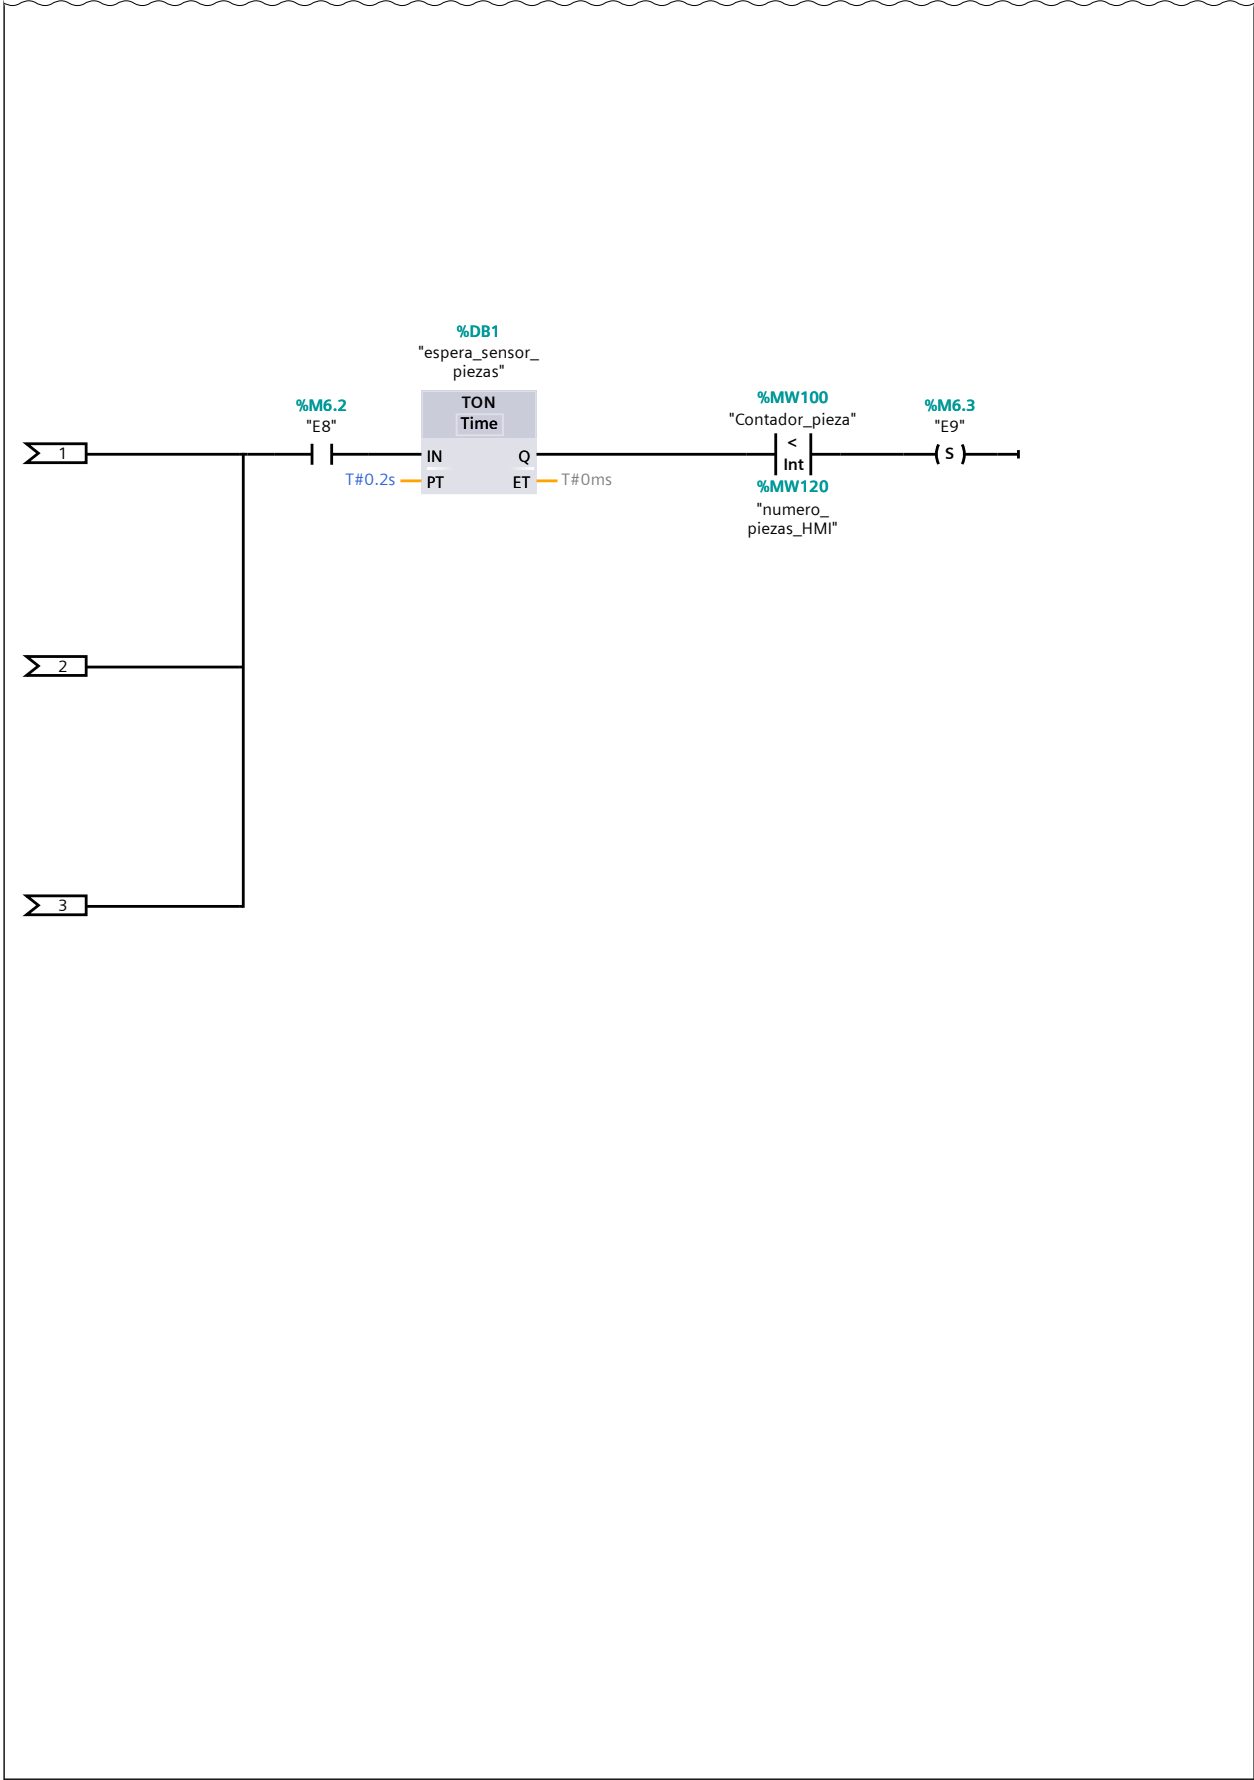 %DB1
"espera_sensor_
piezas"
TON
Time
%M6.2
"E8"
%MW100
"Contador_pieza"
%M6.3
"E9"
1
IN
Q
<
Int
S
T#0.2s
PT
ET
T#0ms
%MW120
"numero_
piezas_HMI"
2
3